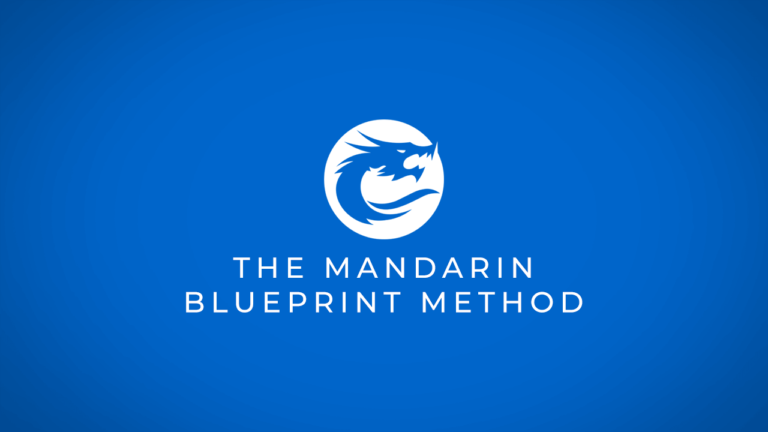 THE MANDARIN
BLUEPRINT METHOD